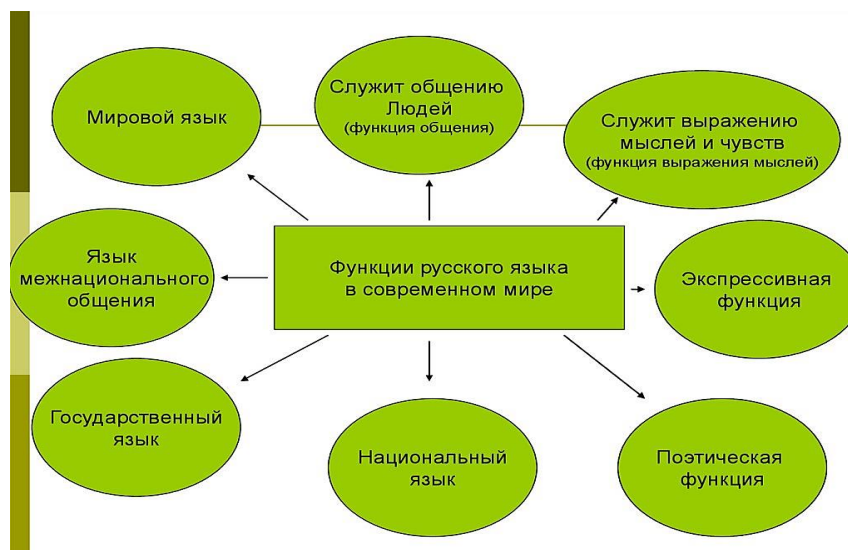 Мировой язык
Служит общению
Людей
(функция общения)
Служит выражению
мыслей и чувств
(функция выражения мыслей)
Язык
межнационального
общения
Функции русского языка
в современном мире
Экспрессивная
функция
Государственный
язык
Национальный
язык
Поэтическая
функция